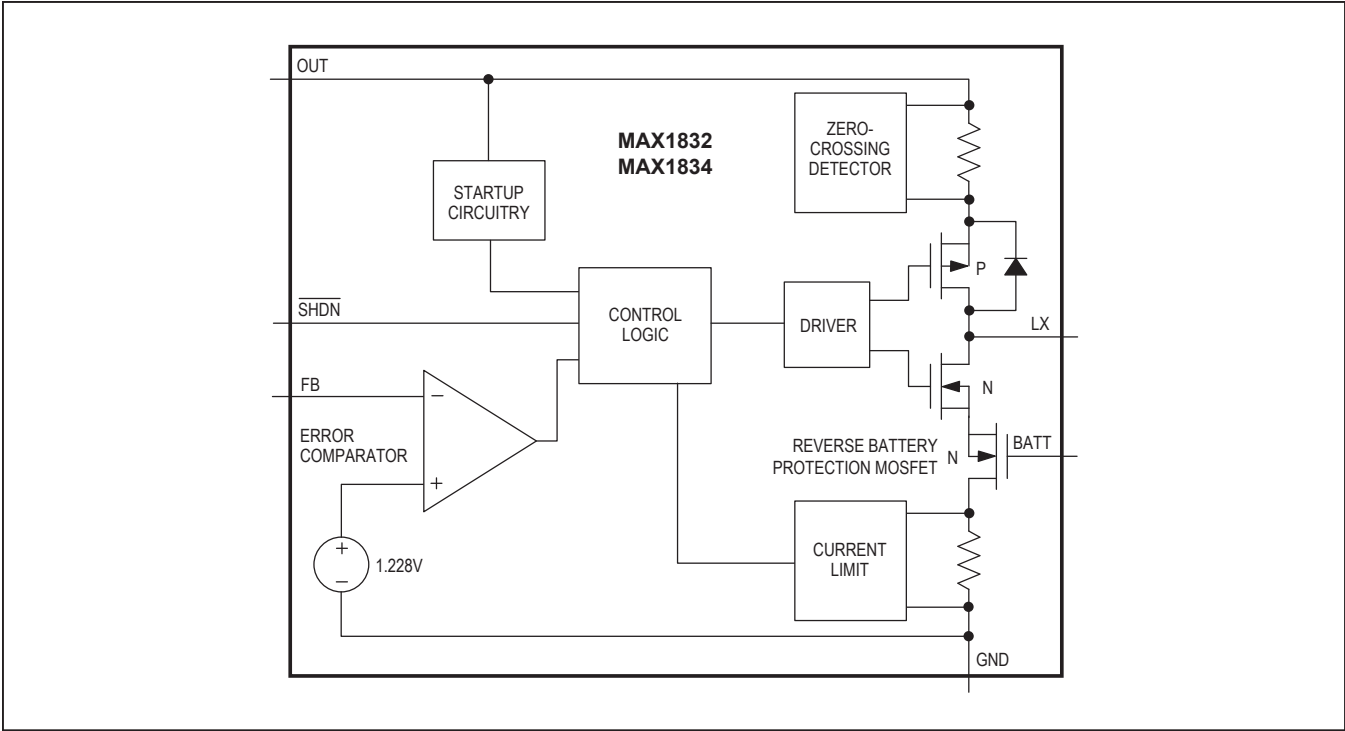 OUT
MAX1832
MAX1834
ZERO-
CROSSING
DETECTOR
STARTUP
CIRCUITRY
P
SHDN
CONTROL
LOGIC
DRIVER
LX
FB
−
N
ERROR
COMPARATOR
REVERSE BATTERY
PROTECTION MOSFET
N
BATT
+
CURRENT
LIMIT
+
1.228V
−
GND